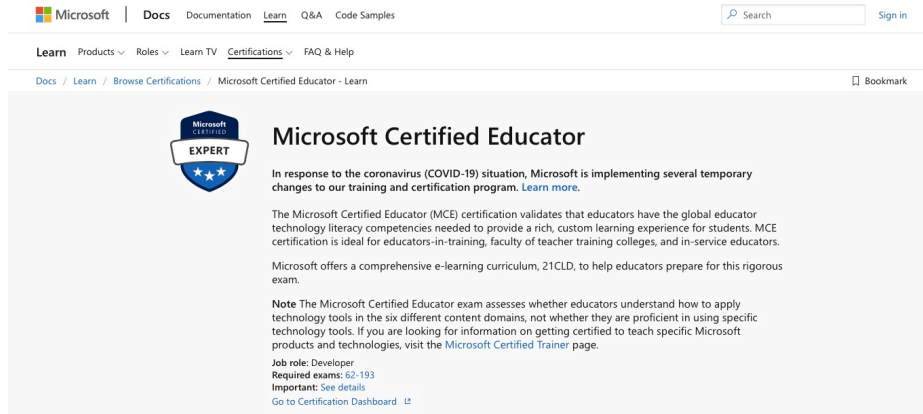 Microsoft Docs Documentation Learn Q&A Code Samples Search Sign in
Learn Products Roles Learn TV Certifications FAQ & Help
Docs / Learn / Browse Certifications / Microsoft Certified Educator - Learn Bookmark
Microsoft
CERTIFIED
EXPERT
Microsoft Certified Educator
In response to the coronavirus (COVID-19) situation, Microsoft is implementing several temporary
changes to our training and certification program. Learn more.
The Microsoft Certified Educator (MCE) certification validates that educators have the global educator
technology literacy competencies needed to provide a rich, custom learning experience for students. MCE
certification is ideal for educators-in-training, faculty of teacher training colleges, and in-service educators.
Microsoft offers a comprehensive e-learning curriculum, 21CLD, to help educators prepare for this rigorous
exam.
Note The Microsoft Certified Educator exam assesses whether educators understand how to apply
technology tools in the six different content domains, not whether they are proficient in using specific
technology tools. If you are looking for information on getting certified to teach specific Microsoft
products and technologies, visit the Microsoft Certified Trainer page.
Job role: Developer
Required exams: 62-193
Important: See details
Go to Certification Dashboard